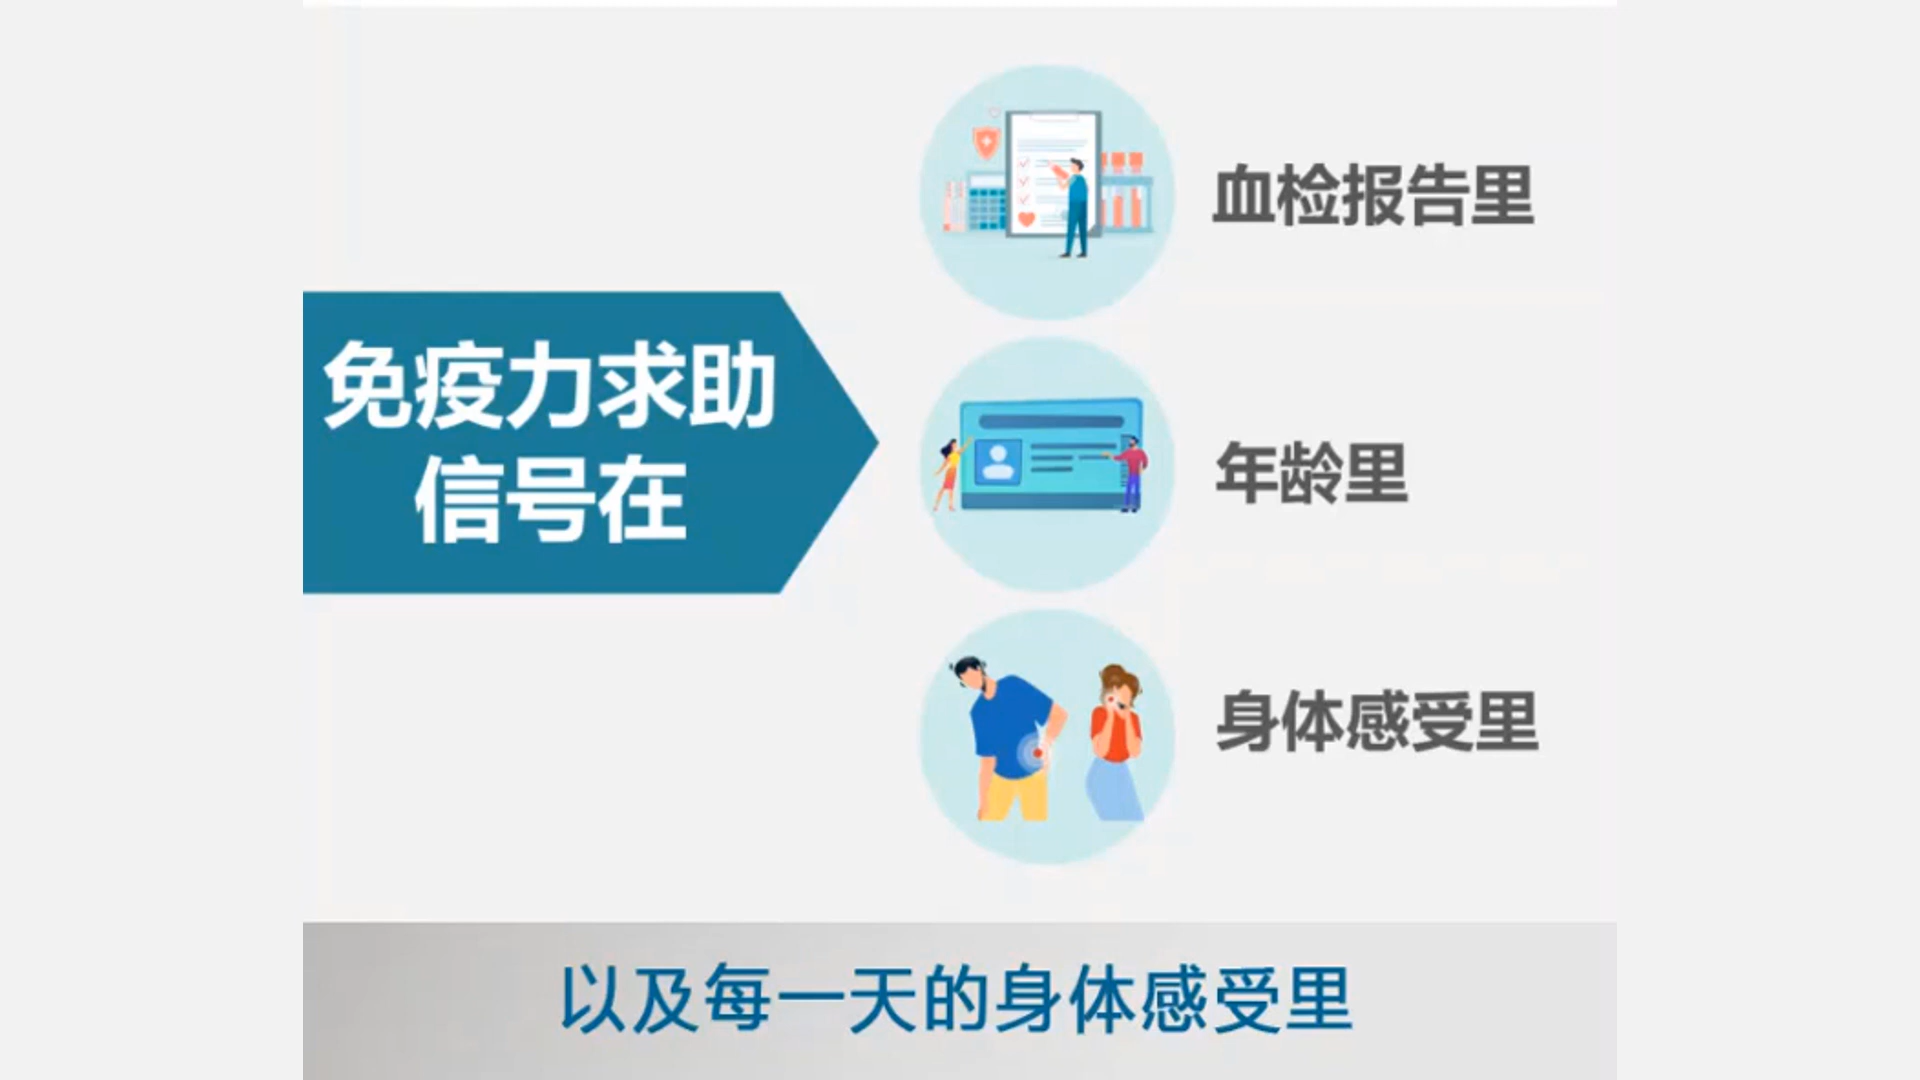 免疫力求助
信号在
血检报告里
年龄里
身体感受里
以及每一天的身体感受里